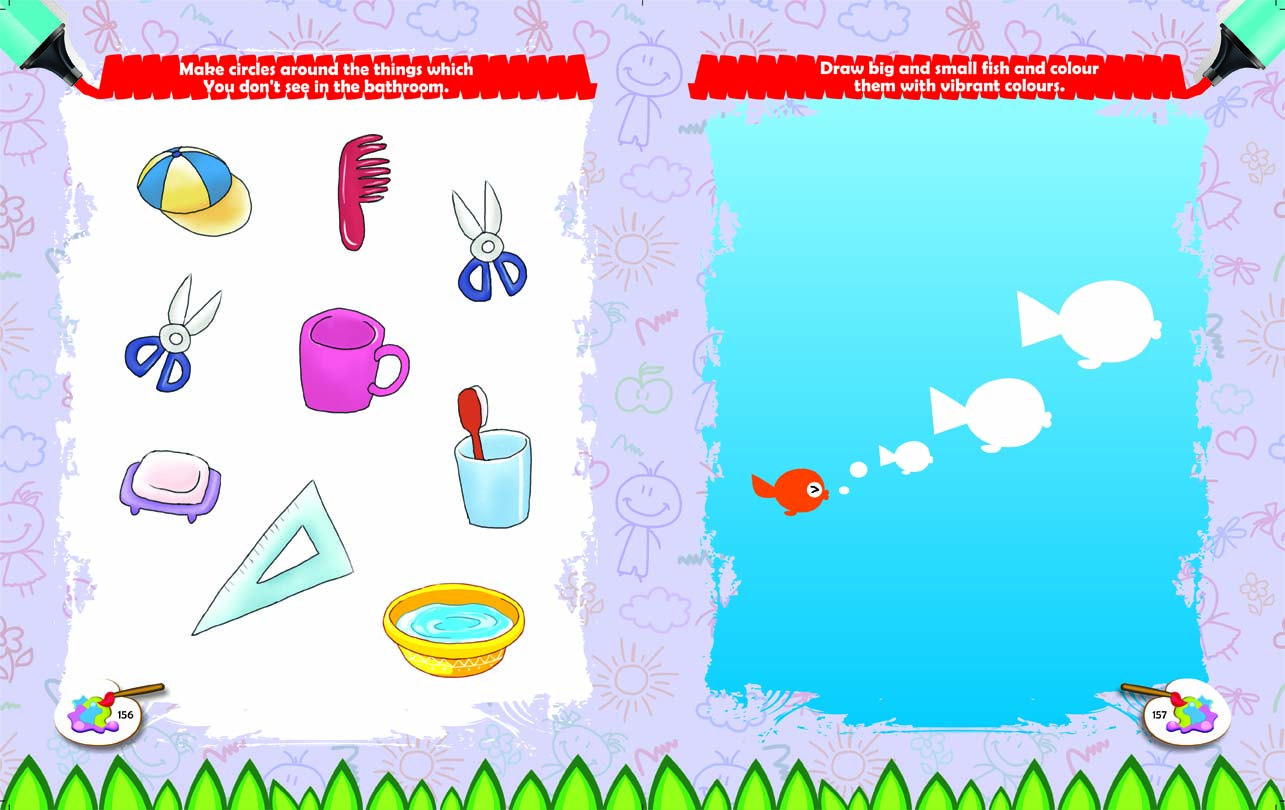 Make circles around the things which
You don't see in the bathroom.
156
Draw big and small fish and colour
them with vibrant colours.
157